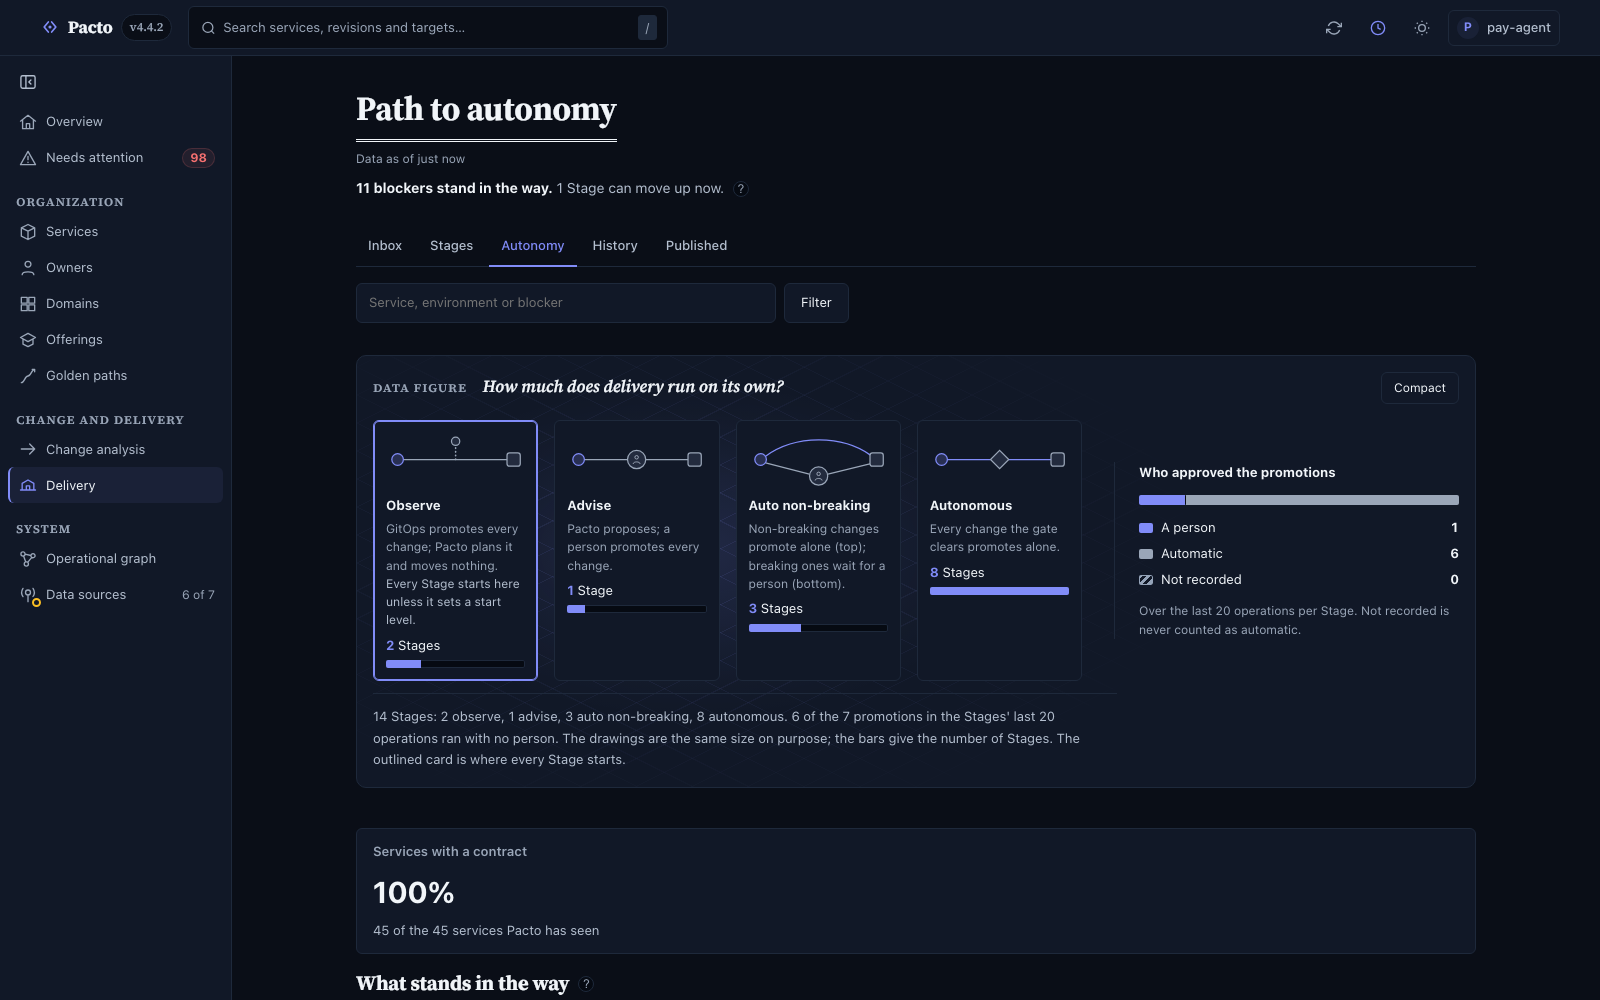 Pacto
v4.4.2
Search services, revisions and targets...
/
P
pay-agent
Overview
Needs attention
98
ORGANIZATION
Services
Owners
Domains
Offerings
Golden paths
CHANGE AND DELIVERY
Change analysis
Delivery
SYSTEM
Operational graph
Data sources
6 of 7
Path to autonomy
Data as of just now
11 blockers stand in the way. 1 Stage can move up now. ?
Inbox
Stages
Autonomy
History
Published
Service, environment or blocker
Filter
DATA FIGURE
How much does delivery run on its own?
Compact
Observe
GitOps promotes every
change; Pacto plans it
and moves nothing.
Every Stage starts here
unless it sets a start
level.
2 Stages
Advise
Pacto proposes; a
person promotes every
change.
1 Stage
Auto non-breaking
Non-breaking changes
promote alone (top);
breaking ones wait for a
person (bottom).
3 Stages
Autonomous
Every change the gate
clears promotes alone.
8 Stages
Who approved the promotions
A person
1
Automatic
6
Not recorded
0
Over the last 20 operations per Stage. Not recorded is
never counted as automatic.
14 Stages: 2 observe, 1 advise, 3 auto non-breaking, 8 autonomous. 6 of the 7 promotions in the Stages' last 20
operations ran with no person. The drawings are the same size on purpose; the bars give the number of Stages. The
outlined card is where every Stage starts.
Services with a contract
100%
45 of the 45 services Pacto has seen
What stands in the way ?